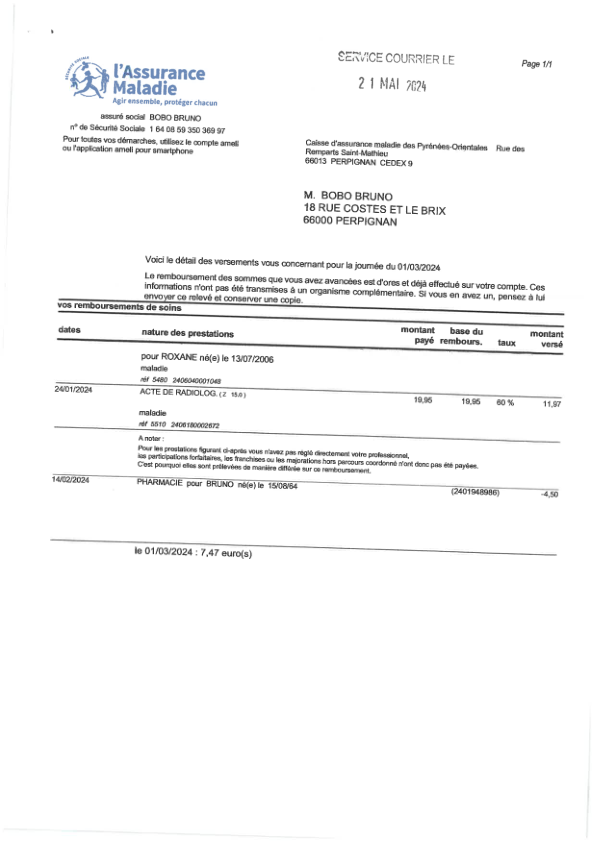 SERVICE COURRIER LE
21 MAI 2024
Page 1/1
SÉCURITÉ SOCIALE
l'Assurance
Maladie
Agir ensemble, protéger chacun
assuré social BOBO BRUNO
n° de Sécurité Sociale 1 64 08 59 350 369 97
Pour toutes vos démarches, utilisez le compte ameli
ou l'application ameli pour smartphone
Caisse d'assurance maladie des Pyrénées-Orientales Rue des
Remparts Saint-Mathieu
66013 PERPIGNAN CEDEX 9
M. BOBO BRUNO
18 RUE COSTES ET LE BRIX
66000 PERPIGNAN
Voici le détail des versements vous concernant pour la journée du 01/03/2024
Le remboursement des sommes que vous avez avancées est d'ores et déjà effectué sur votre compte. Ces
informations n'ont pas été transmises à un organisme complémentaire. Si vous en avez un, pensez à lui
envoyer ce relevé et conserver une copie.
vos remboursements de soins
dates nature des prestations montant payé base du rembours. taux montant versé
pour ROXANE né(e) le 13/07/2006
maladie
réf 5480 2406040001048
24/01/2024 ACTE DE RADIOLOG. ( Z 15.0 ) 19,95 19,95 60 % 11,97
maladie
réf 5510 2406180002672
A noter :
Pour les prestations figurant ci-après vous n'avez pas réglé directement votre professionnel,
les participations forfaitaires, les franchises ou les majorations hors parcours coordonné n'ont donc pas été payées.
C'est pourquoi elles sont prélevées de manière différée sur ce remboursement.
14/02/2024 PHARMACIE pour BRUNO né(e) le 15/08/64 (2401948986) -4,50
le 01/03/2024 : 7,47 euro(s)